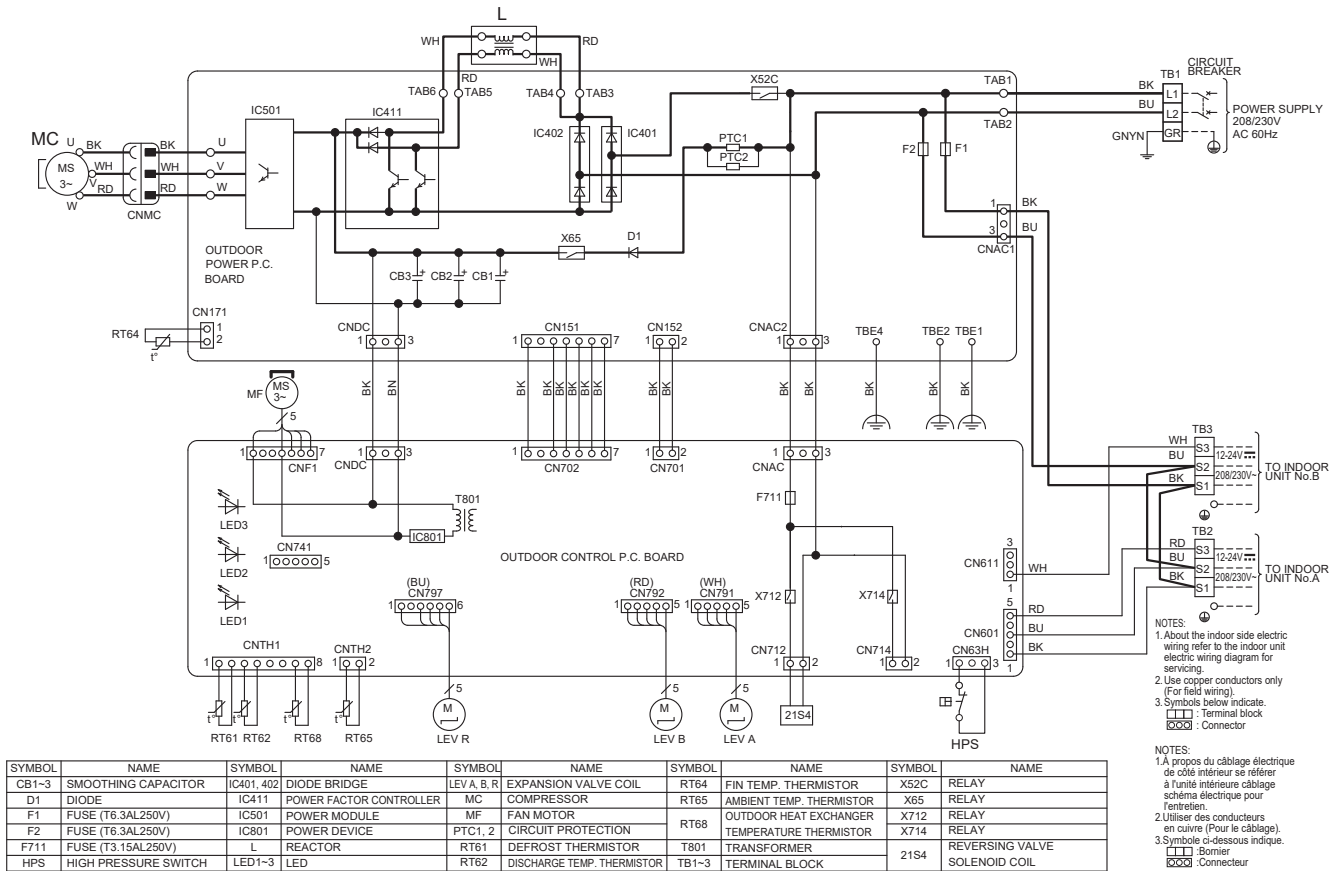 L
WH
RD
WH
RD
TAB6
TAB5
TAB4
TAB3
X52C
TAB1
TAB2
IC501
IC411
IC402
IC401
PTC1
PTC2
F2
F1
TB1
CIRCUIT
BREAKER
BK
L1
BU
L2
GNYN
GR
POWER SUPPLY
208/230V
AC 60Hz
MC
U
BK
BK
U
MS
3~
WH
WH
V
V
RD
RD
W
W
CNMC
1
BK
3
BU
CNAC1
OUTDOOR
POWER P.C.
BOARD
X65
D1
CB3
+
CB2
+
CB1
+
CN171
1
2
RT64
t°
CNDC
1
3
CN151
1
7
CN152
1
2
CNAC2
1
3
TBE4
TBE2
TBE1
MF
MS
3~
5
BK
BN
BK
BK
BK
BK
BK
BK
BK
BK
BK
BK
BK
BK
BK
1
7
CNF1
1
3
CNDC
1
7
CN702
1
2
CN701
1
3
CNAC
F711
T801
IC801
LED3
LED2
LED1
CN741
1
5
OUTDOOR CONTROL P.C. BOARD
(BU)
CN797
1
6
(RD)
CN792
1
5
(WH)
CN791
1
5
X712
X714
CN712
1
2
CN714
1
2
CN63H
1
3
3
CN611
1
WH
5
CN601
1
RD
BU
BK
TB3
WH
S3
12-24V
BU
S2
208/230V~
BK
S1
TO INDOOR
UNIT No.B
TB2
RD
S3
12-24V
BU
S2
208/230V~
BK
S1
TO INDOOR
UNIT No.A
CNTH1
1
8
CNTH2
1
2
t°
t°
t°
t°
RT61
RT62
RT68
RT65
5
M
LEV R
5
M
LEV B
5
M
LEV A
21S4
HPS
NOTES:
1. About the indoor side electric
wiring refer to the indoor unit
electric wiring diagram for
servicing.
2. Use copper conductors only
(For field wiring).
3. Symbols below indicate.
: Terminal block
: Connector
NOTES:
1.À propos du câblage électrique
de côté intérieur se référer
à l'unité intérieure câblage
schéma électrique pour
l'entretien.
2.Utiliser des conducteurs
en cuivre (Pour le câblage).
3.Symbole ci-dessous indique.
:Bornier
:Connecteur
SYMBOL NAME SYMBOL NAME SYMBOL NAME SYMBOL NAME SYMBOL NAME
CB1~3 SMOOTHING CAPACITOR IC401, 402 DIODE BRIDGE LEV A, B, R EXPANSION VALVE COIL RT64 FIN TEMP. THERMISTOR X52C RELAY
D1 DIODE IC411 POWER FACTOR CONTROLLER MC COMPRESSOR RT65 AMBIENT TEMP. THERMISTOR X65 RELAY
F1 FUSE (T6.3AL250V) IC501 POWER MODULE MF FAN MOTOR RT68 OUTDOOR HEAT EXCHANGER X712 RELAY
F2 FUSE (T6.3AL250V) IC801 POWER DEVICE PTC1, 2 CIRCUIT PROTECTION TEMPERATURE THERMISTOR X714 RELAY
F711 FUSE (T3.15AL250V) L REACTOR RT61 DEFROST THERMISTOR T801 TRANSFORMER 21S4 REVERSING VALVE
HPS HIGH PRESSURE SWITCH LED1~3 LED RT62 DISCHARGE TEMP. THERMISTOR TB1~3 TERMINAL BLOCK SOLENOID COIL